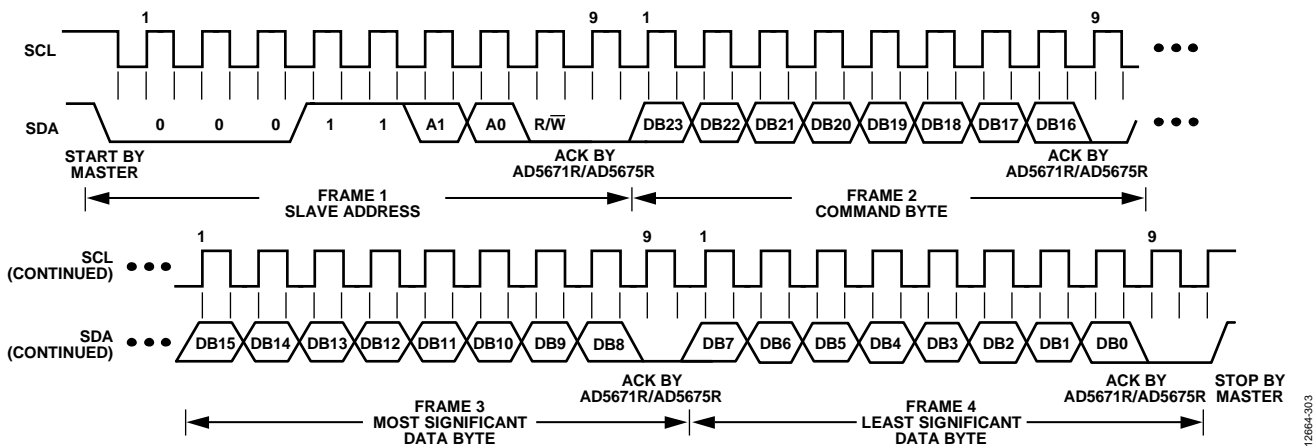 1 9 1 9
SCL
SDA
0 0 0 1 1 A1 A0 R/W̅ DB23 DB22 DB21 DB20 DB19 DB18 DB17 DB16
START BY
MASTER
ACK BY
AD5671R/AD5675R
ACK BY
AD5671R/AD5675R
FRAME 1
SLAVE ADDRESS
FRAME 2
COMMAND BYTE
1 9 1 9
SCL
(CONTINUED)
SDA
(CONTINUED)
DB15 DB14 DB13 DB12 DB11 DB10 DB9 DB8 DB7 DB6 DB5 DB4 DB3 DB2 DB1 DB0
ACK BY
AD5671R/AD5675R
ACK BY
AD5671R/AD5675R
STOP BY
MASTER
FRAME 3
MOST SIGNIFICANT
DATA BYTE
FRAME 4
LEAST SIGNIFICANT
DATA BYTE
12664-303